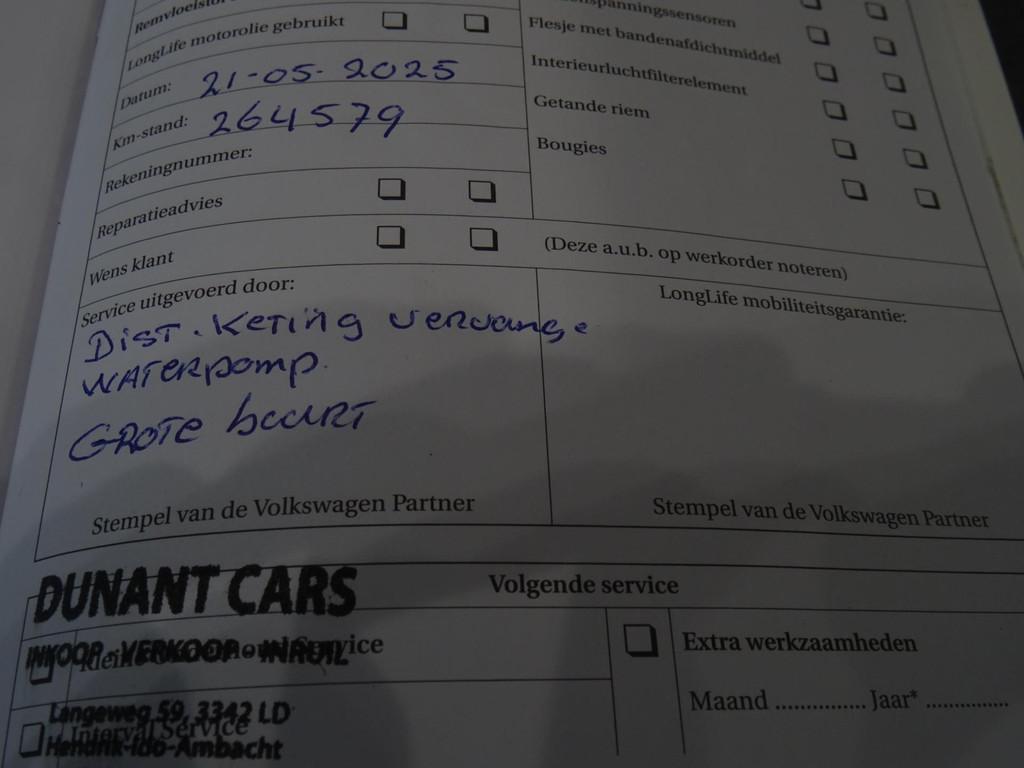 LongLife motorolie gebruikt
Datum: 21-05-2025
Km-stand: 264579
Rekeningnummer:
Reparatieadvies
Wens klant
Flesje met bandenafdichtmiddel
Interieurluchtfilterelement
Getande riem
Bougies
(Deze a.u.b. op werkorder noteren)
Service uitgevoerd door:
Dist. Keting vervange
WATERpomp.
GROTE beurt
Stempel van de Volkswagen Partner
LongLife mobiliteitsgarantie:
Stempel van de Volkswagen Partner
DUNANT CARS
INKOOP - VERKOOP - INRUIL
Langeweg 59, 3342 LD
Hendrik-Ido-Ambacht
Volgende service
Interval Service
Extra werkzaamheden
Maand ............... Jaar* ...............